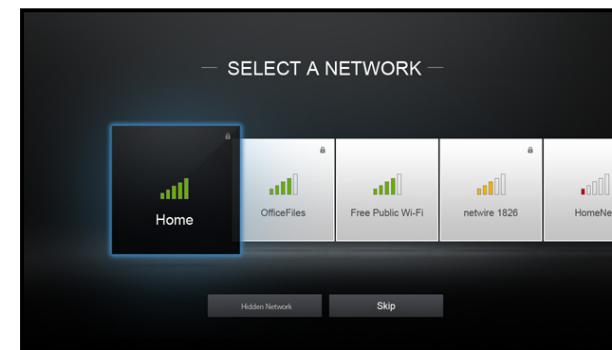 SELECT A NETWORK
Home
OfficeFiles
Free Public Wi-Fi
netwire 1826
HomeNe
Hidden Network
Skip